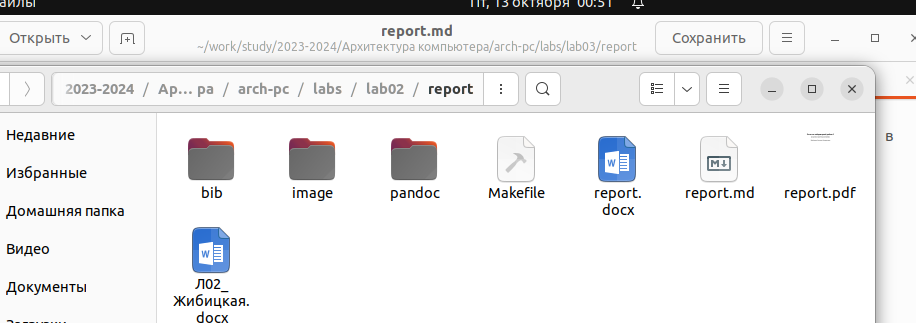 айлы
Пт, 13 октября 00:51
Открыть
report.md
~/work/study/2023-2024/Архитектура компьютера/arch-pc/labs/lab03/report
Сохранить
2023-2024 / Ар… ра / arch-pc / labs / lab02 / report
в
Недавние
Избранные
Домашняя папка
Видео
Документы
bib
image
pandoc
Makefile
report.
docx
report.md
report.pdf
Л02_
Жибицкая.
docx